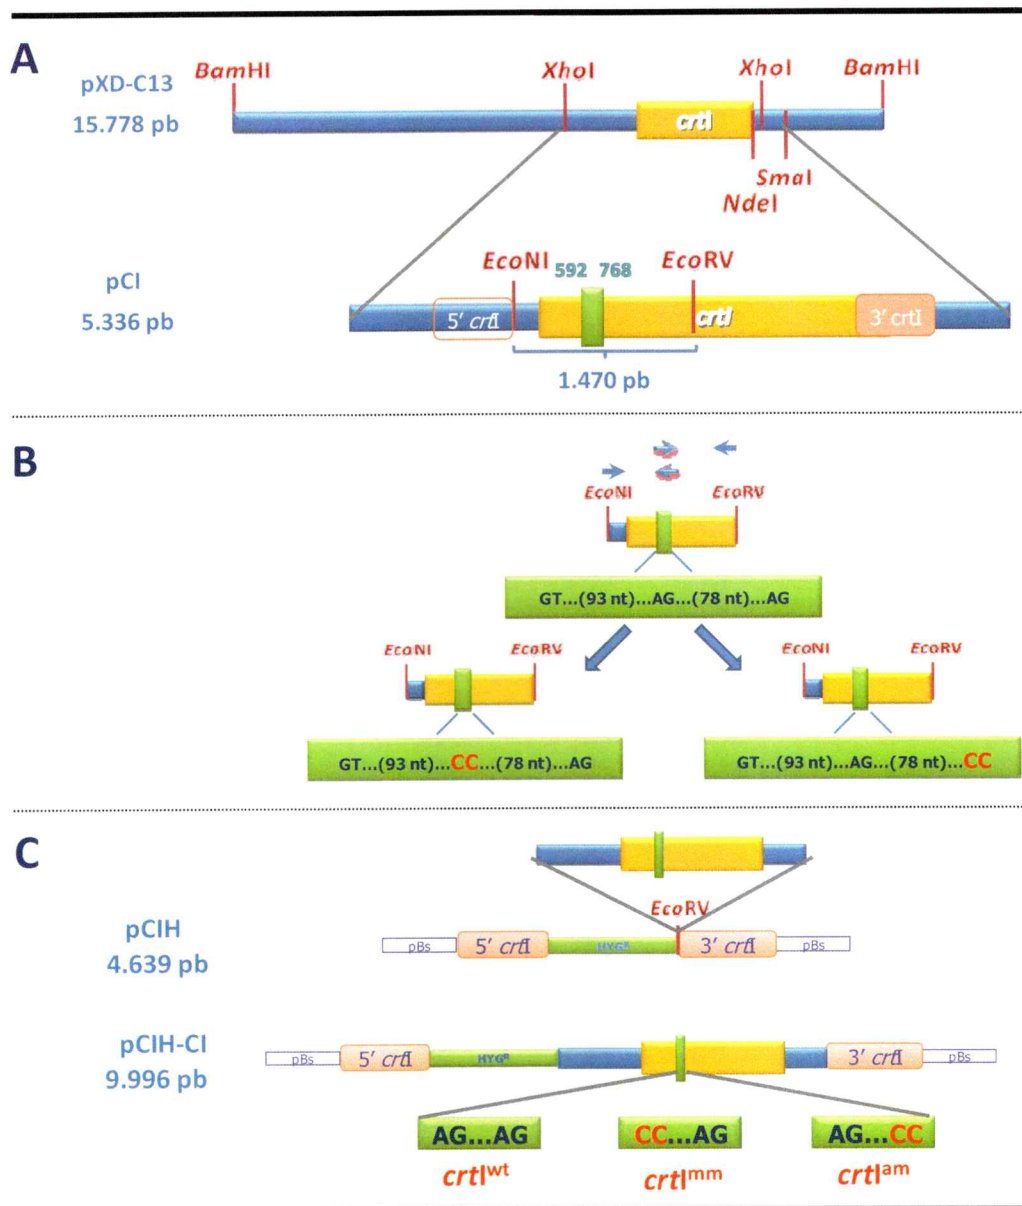 A
pXD-C13
15.778 pb
BamHI
XhoI
XhoI
BamHI
crtI
SmaI
NdeI
pCI
5.336 pb
EcoNI
592 768
EcoRV
5' crtI
crtI
3' crtI
1.470 pb
B
EcoNI
EcoRV
GT...(93 nt)...AG...(78 nt)...AG
EcoNI
EcoRV
EcoNI
EcoRV
GT...(93 nt)...CC...(78 nt)...AG
GT...(93 nt)...AG...(78 nt)...CC
C
EcoRV
pCIH
4.639 pb
pBs
5' crtI
HYGᴿ
3' crtI
pBs
pCIH-CI
9.996 pb
pBs
5' crtI
HYGᴿ
3' crtI
pBs
AG...AG
CC...AG
AG...CC
crtIʷᵗ
crtIᵐᵐ
crtIᵃᵐ